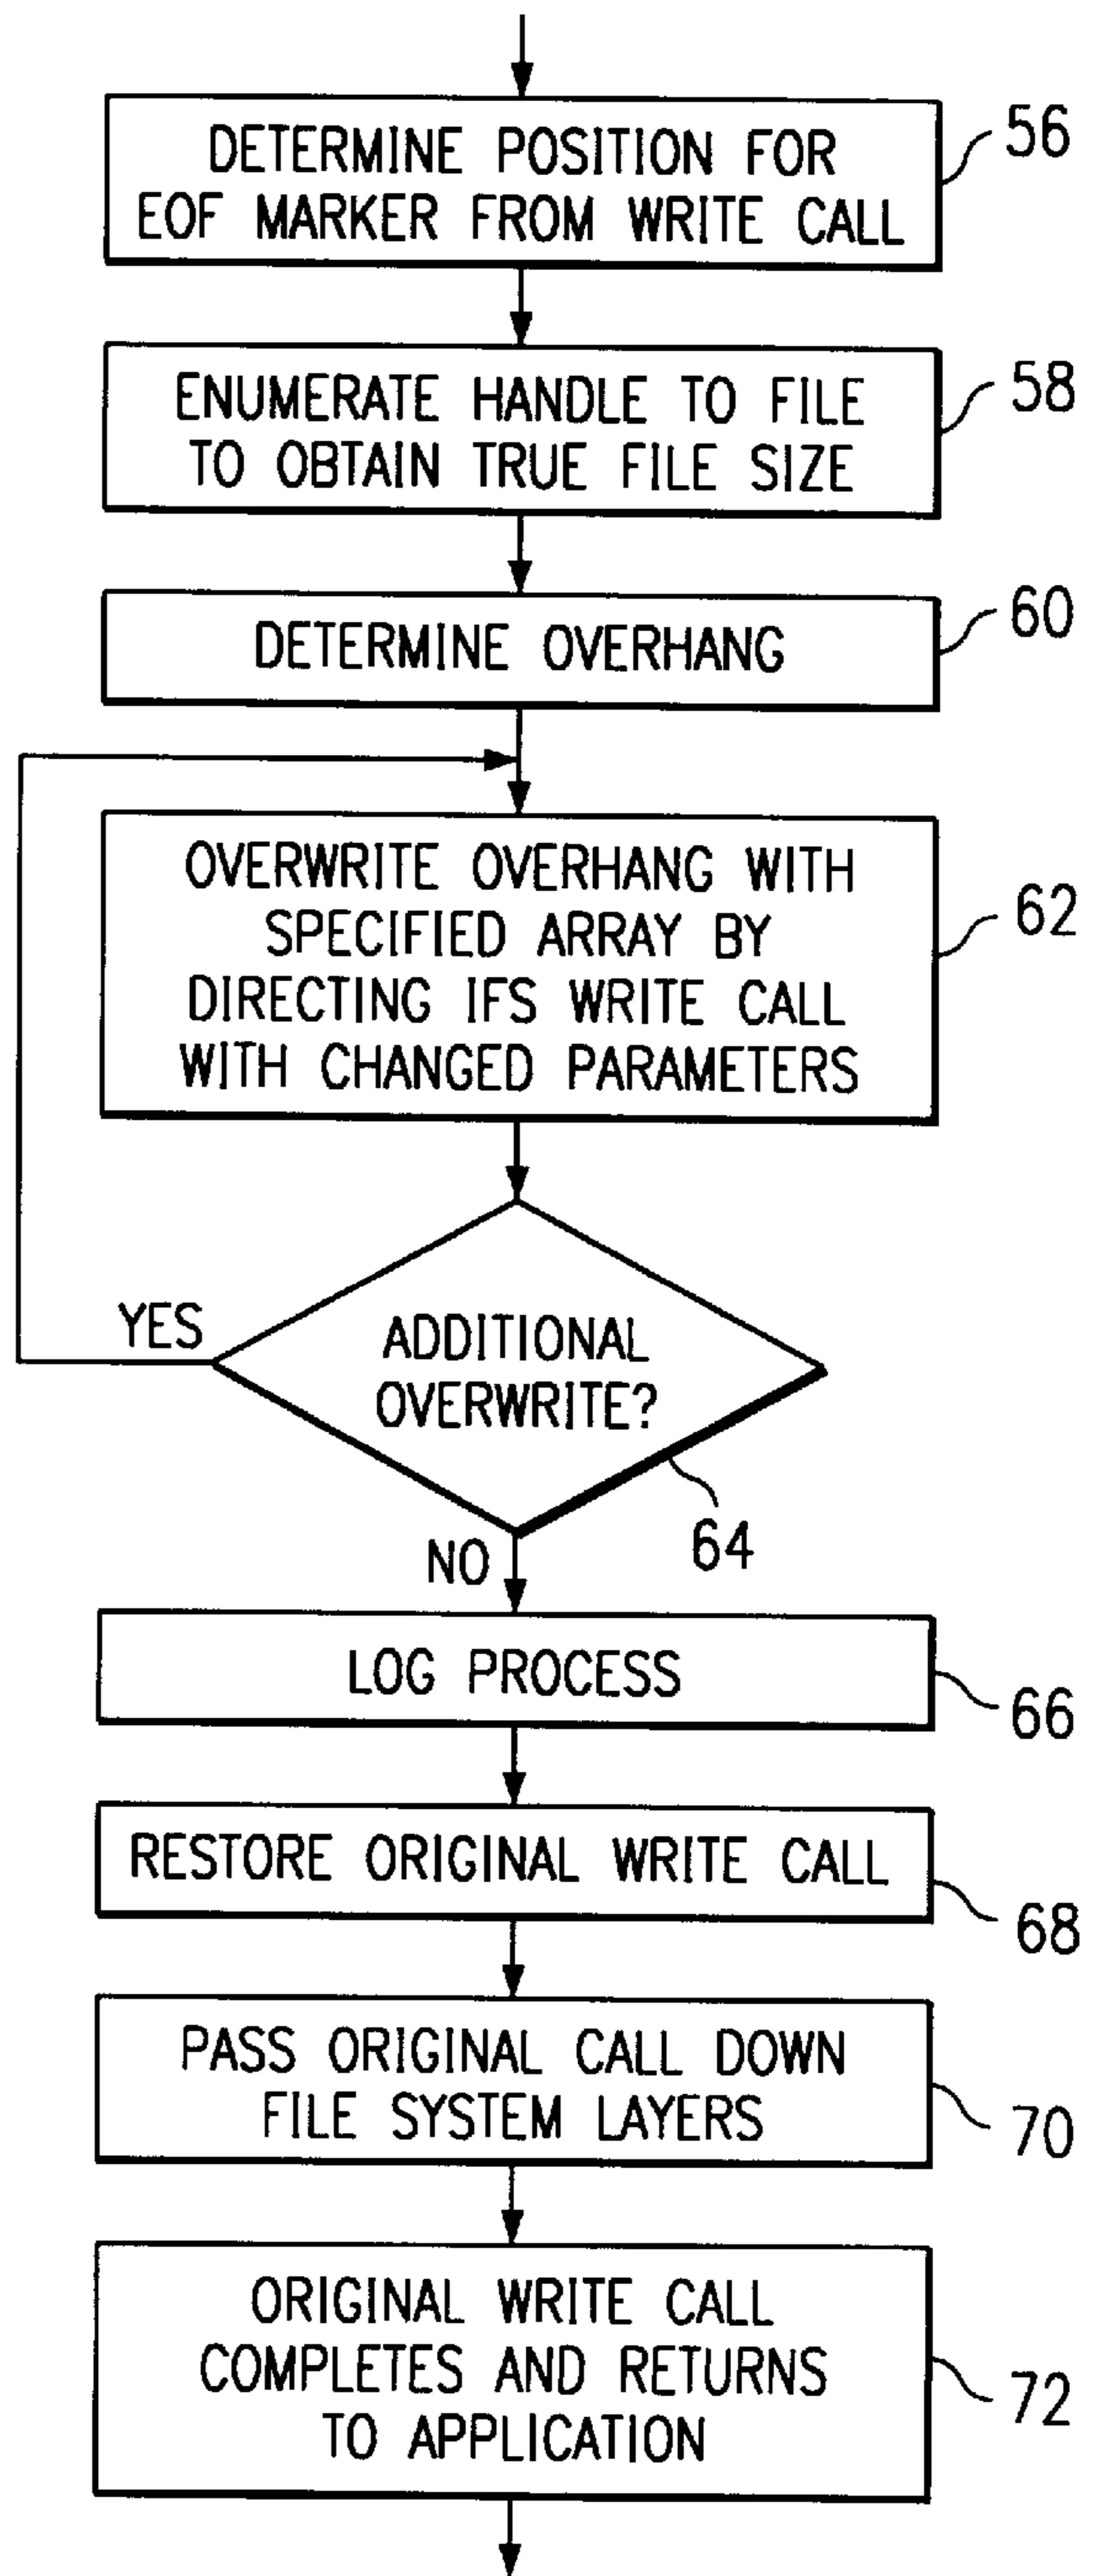 DETERMINE POSITION FOR
EOF MARKER FROM WRITE CALL
56
ENUMERATE HANDLE TO FILE
TO OBTAIN TRUE FILE SIZE
58
DETERMINE OVERHANG
60
OVERWRITE OVERHANG WITH
SPECIFIED ARRAY BY
DIRECTING IFS WRITE CALL
WITH CHANGED PARAMETERS
62
YES
ADDITIONAL
OVERWRITE?
64
NO
LOG PROCESS
66
RESTORE ORIGINAL WRITE CALL
68
PASS ORIGINAL CALL DOWN
FILE SYSTEM LAYERS
70
ORIGINAL WRITE CALL
COMPLETES AND RETURNS
TO APPLICATION
72